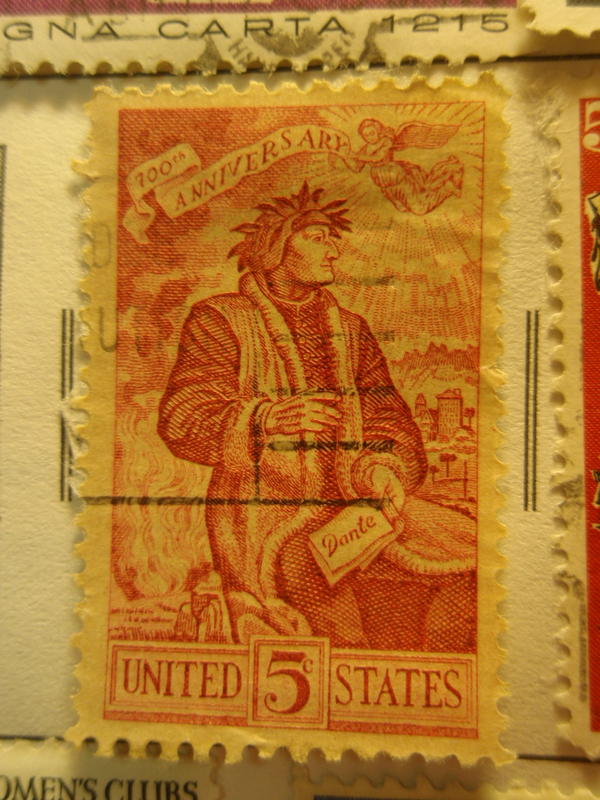 GNA CARTA 1215
700th
ANNIVERSARY
Dante
UNITED 5c STATES
OMEN'S CLUBS